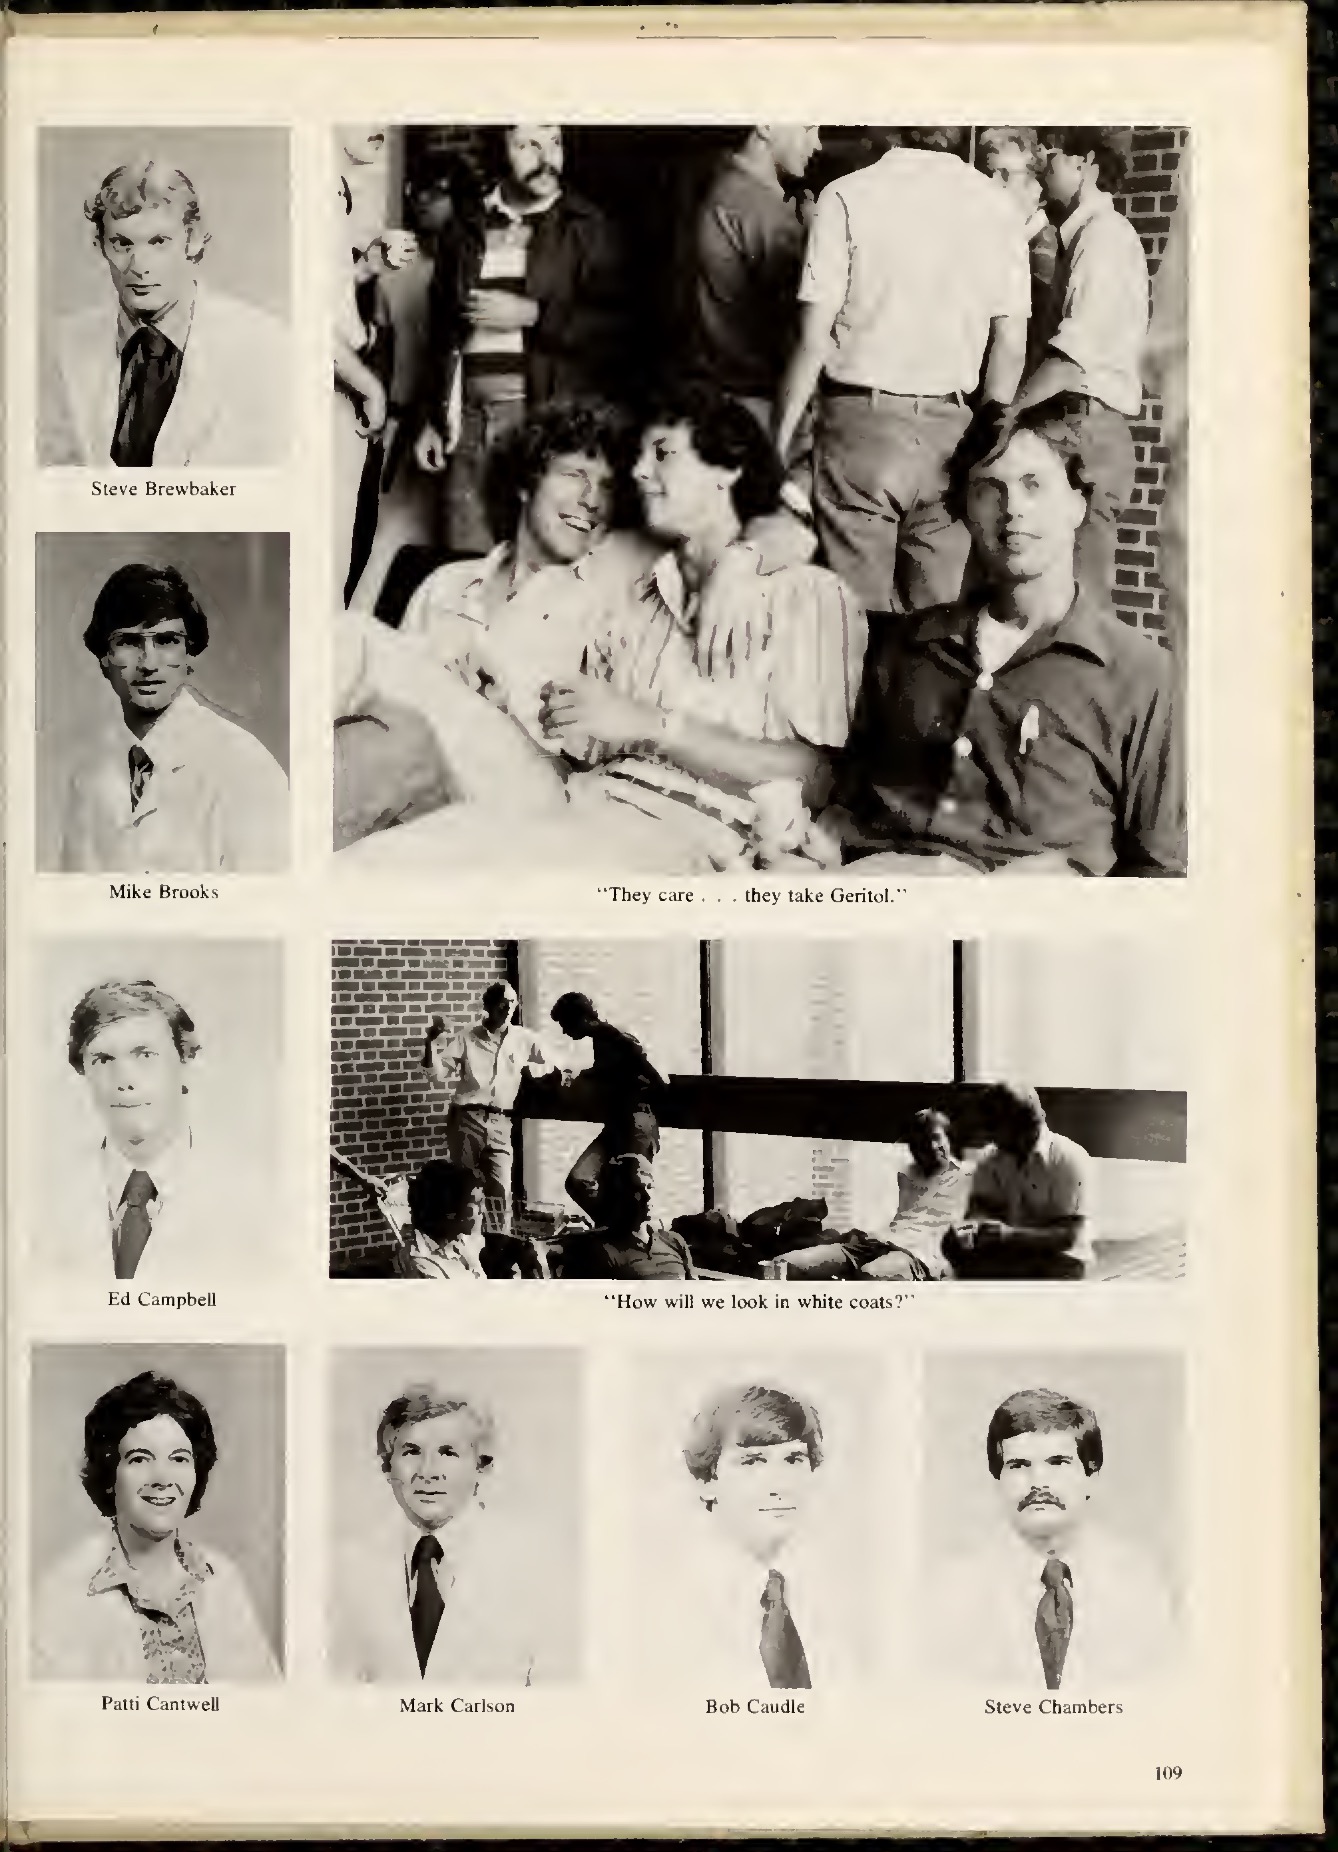 Steve Brewbaker
Mike Brooks
"They care . . . they take Geritol."
Ed Campbell
"How will we look in white coats?"
Patti Cantwell
Mark Carlson
Bob Caudle
Steve Chambers
109